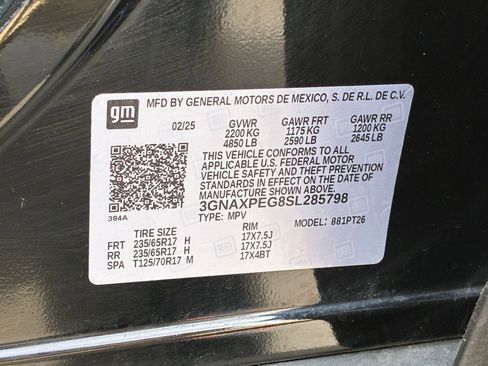 gm
MFD BY GENERAL MOTORS DE MEXICO, S. DE R.L. DE C.V.
02/25 GVWR GAWR FRT GAWR RR
2200 KG 1175 KG 1200 KG
4850 LB 2590 LB 2645 LB
THIS VEHICLE CONFORMS TO ALL
APPLICABLE U.S. FEDERAL MOTOR
VEHICLE SAFETY AND THEFT PREVENTION
STANDARDS IN EFFECT ON THE DATE OF
MANUFACTURE SHOWN ABOVE.
3GNAXPEG8SL285798
384A
TYPE: MPV MODEL: 881PT26
TIRE SIZE RIM
FRT 235/65R17 H 17X7.5J
RR 235/65R17 H 17X7.5J
SPA T125/70R17 M 17X4BT